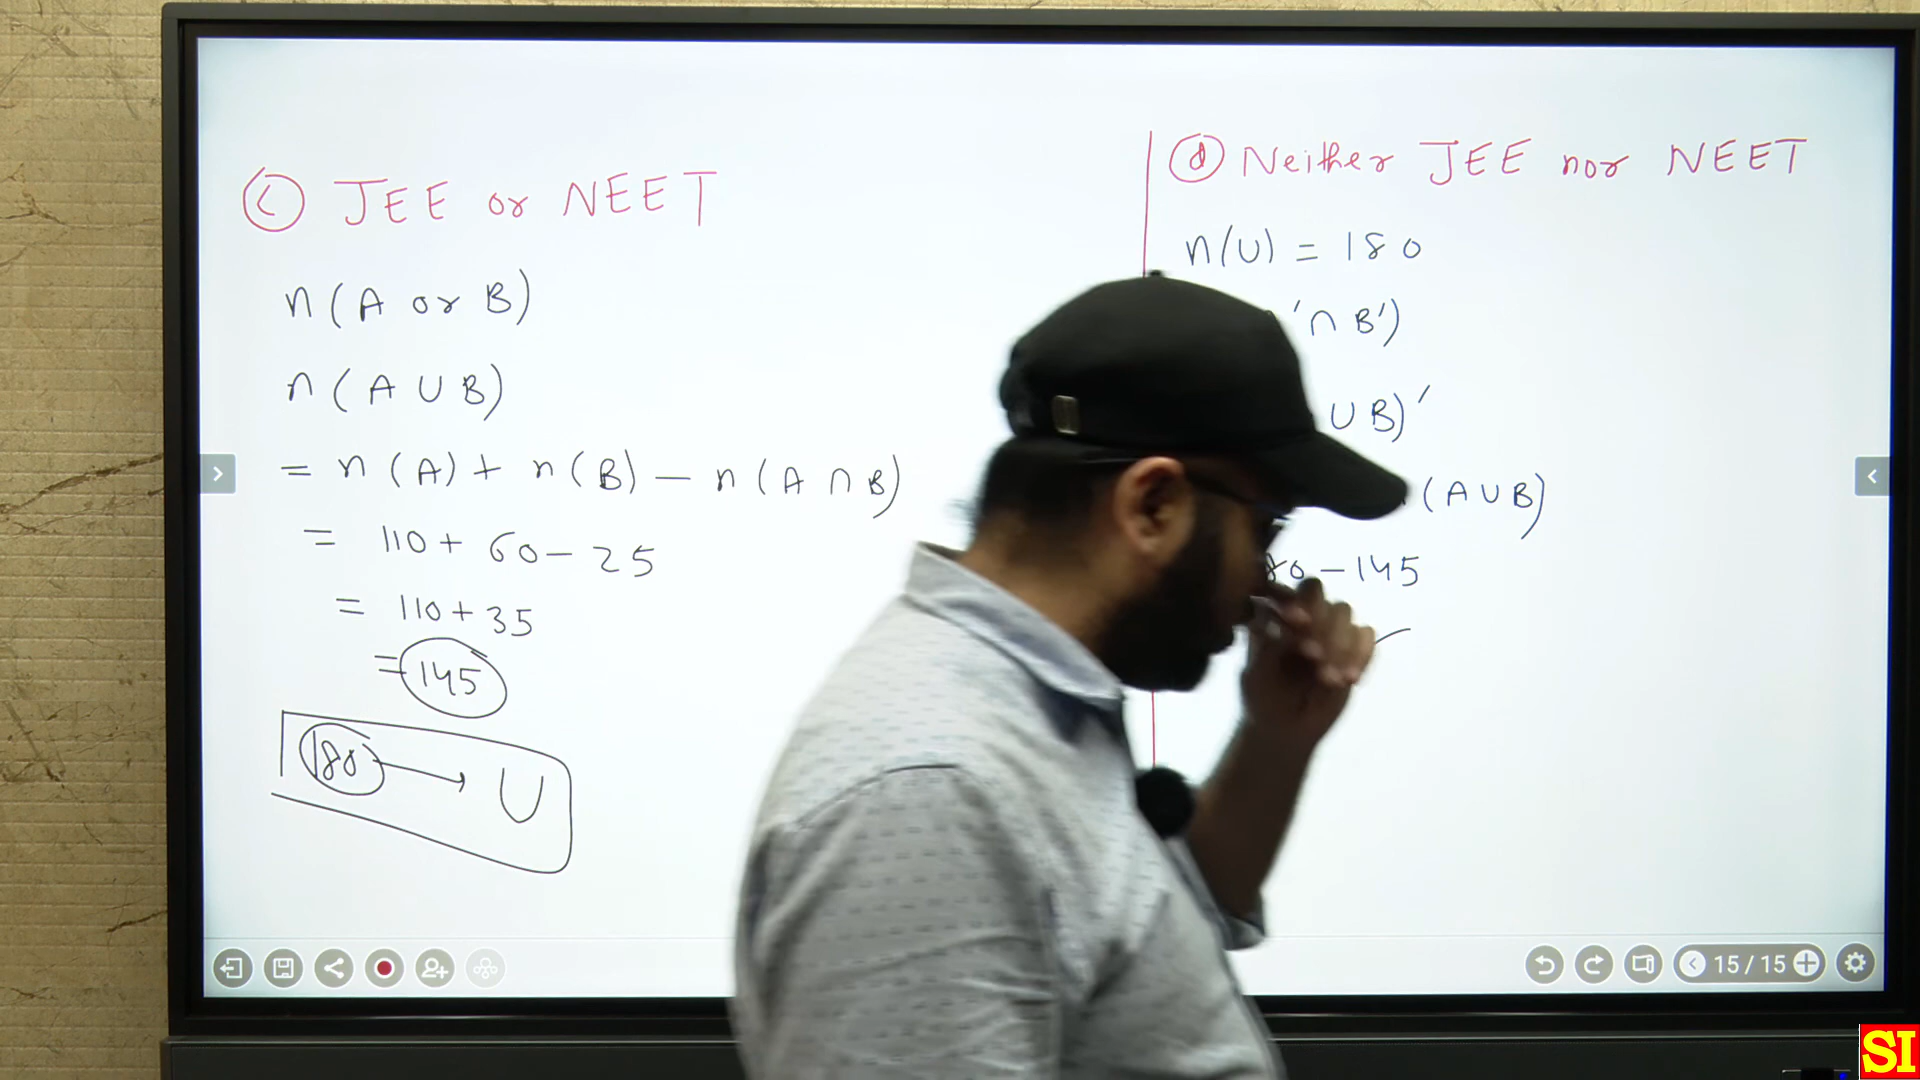 (c) JEE or NEET
n(A or B)
n(A ∪ B)
= n(A) + n(B) - n(A ∩ B)
= 110 + 60 - 25
= 110 + 35
= 145
180 → U
(d) Neither JEE nor NEET
n(U) = 180
' ∩ B')
∪ B)'
(A ∪ B)
80 - 145
15/15
SI